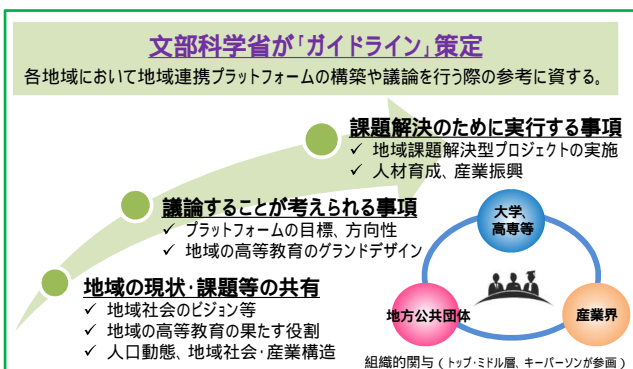 文部科学省が「ガイドライン」策定
各地域において地域連携プラットフォームの構築や議論を行う際の参考に資する。
課題解決のために実行する事項
✓ 地域課題解決型プロジェクトの実施
✓ 人材育成、産業振興
議論することが考えられる事項
✓ プラットフォームの目標、方向性
✓ 地域の高等教育のグランドデザイン
地域の現状・課題等の共有
✓ 地域社会のビジョン等
✓ 地域の高等教育の果たす役割
✓ 人口動態、地域社会・産業構造
大学、
高専等
地方公共団体
産業界
組織的関与(トップ・ミドル層、キーパーソンが参画)